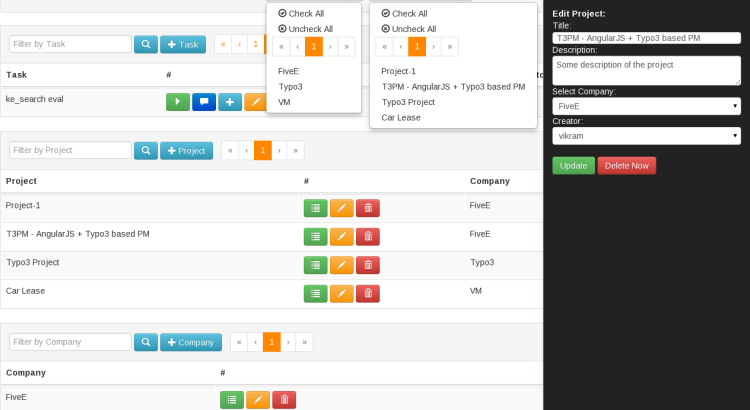 Check All
Uncheck All
« ‹ 1 › »
FiveE
Typo3
VM
Check All
Uncheck All
« ‹ 1 › »
Project-1
T3PM - AngularJS + Typo3 based PM
Typo3 Project
Car Lease
Filter by Task
Task
« ‹ 1
Task #
ke_search eval
Filter by Project
Project
« ‹ 1 › »
Project # Company
Project-1 FiveE
T3PM - AngularJS + Typo3 based PM FiveE
Typo3 Project Typo3
Car Lease VM
Filter by Company
Company
« ‹ 1 › »
Company #
FiveE
Edit Project:
Title:
T3PM - AngularJS + Typo3 based PM
Description:
Some description of the project
Select Company:
FiveE
Creator:
vikram
Update Delete Now